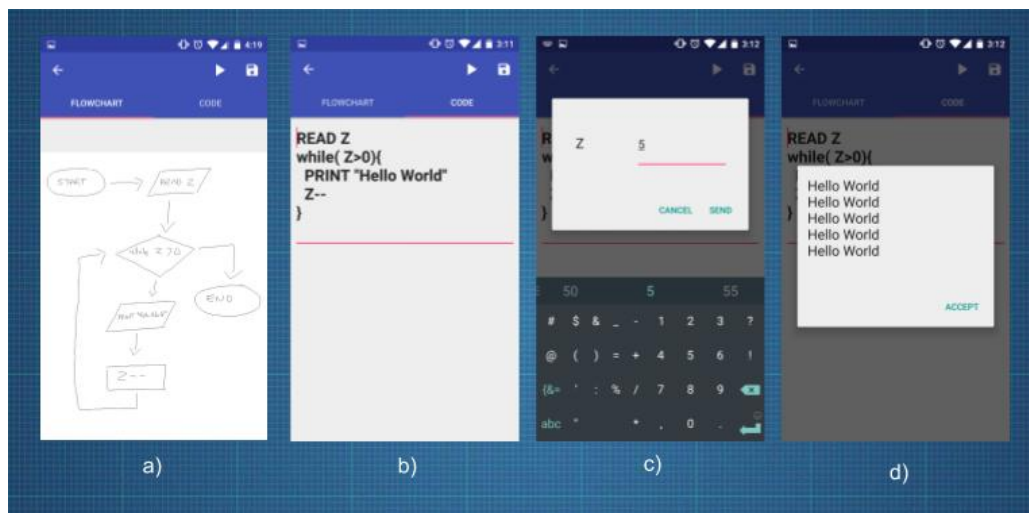 4:19
FLOWCHART CODE
START
READ Z
while Z>0
END
Z--
a)
3:11
FLOWCHART CODE
READ Z
while( Z>0){
PRINT "Hello World"
Z--
}
b)
3:12
Z 5
CANCEL SEND
50 5 55
# $ & _ - 1 2 3 ?
@ ( ) = + 4 5 6 !
{&= ' : % / 7 8 9
abc " * , 0 .
c)
3:12
FLOWCHART CODE
READ Z
while( Z>0){
}
Hello World
Hello World
Hello World
Hello World
Hello World
ACCEPT
d)